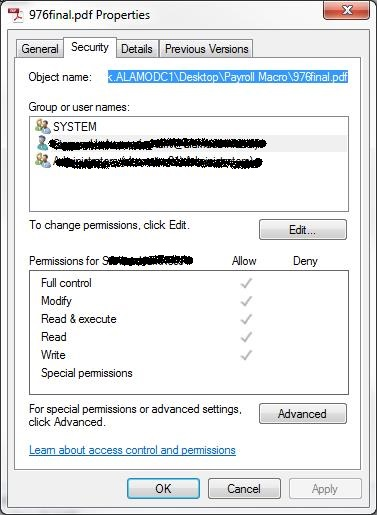 976final.pdf Properties
General Security Details Previous Versions
Object name: k.ALAMODC1\Desktop\Payroll Macro\976final.pdf
Group or user names:
SYSTEM
To change permissions, click Edit.
Edit...
Permissions for S Allow Deny
Full control
Modify
Read & execute
Read
Write
Special permissions
For special permissions or advanced settings,
click Advanced.
Advanced
Learn about access control and permissions
OK Cancel Apply